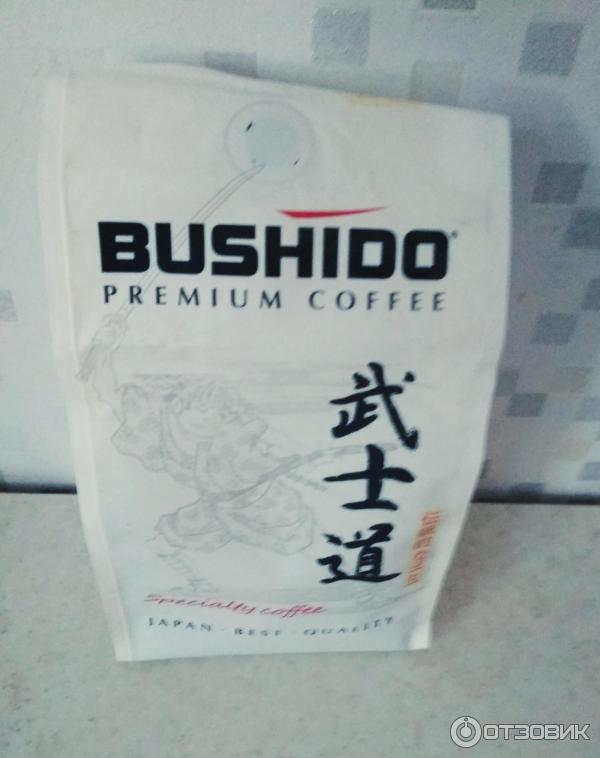 BUSHIDO®
PREMIUM COFFEE
武士道
Specialty coffee
JAPAN · BEST · QUALITY
ОТЗОВИК